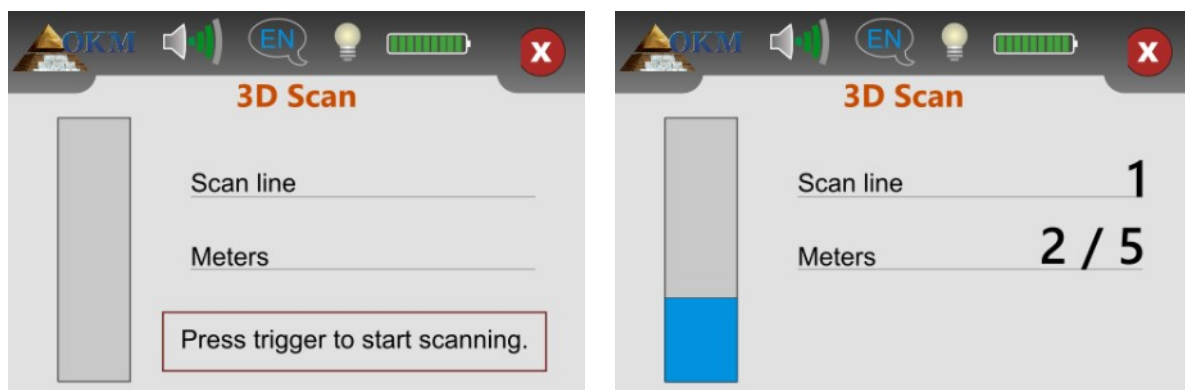 OKM EN X
3D Scan
Scan line
Meters
Press trigger to start scanning.
OKM EN X
3D Scan
Scan line 1
Meters 2 / 5